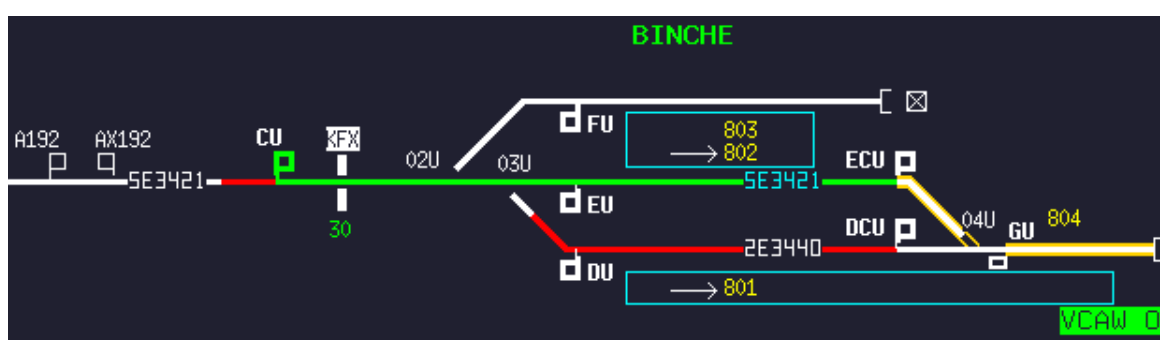 BINCHE
A192
AX192
CU
KFX
02U
03U
FU
803
802
ECU
5E3421
5E3421
30
EU
DCU
04U
GU
804
2E3440
DU
801
VCAW O